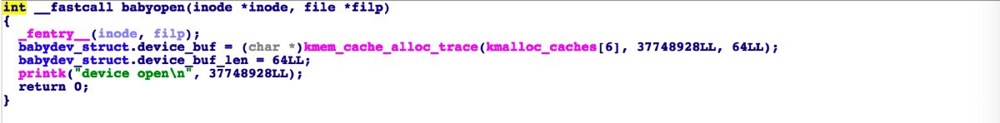 int __fastcall babyopen(inode *inode, file *filp)
{
  _fentry__(inode, filp);
  babydev_struct.device_buf = (char *)kmem_cache_alloc_trace(kmalloc_caches[6], 37748928LL, 64LL);
  babydev_struct.device_buf_len = 64LL;
  printk("device open\n", 37748928LL);
  return 0;
}